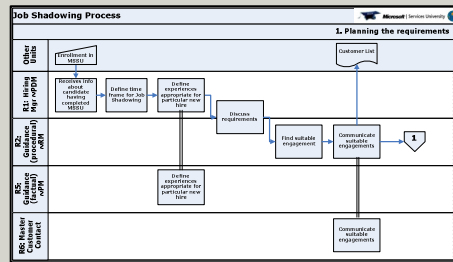 Job Shadowing Process
Microsoft | Services University
1. Planning the requirements
Other
Units
Enrollment in
MSSU
Customer List
R1: Hiring
Mgr ~PDM
Receives info
about
candidate
having
completed
MSSU
Define time
frame for Job
Shadowing
Define
experiences
appropriate for
particular new
hire
Discuss
requirements
R2:
Guidance
(procedural)
~RM
Find suitable
engagement
Communicate
suitable
engagements
1
R5:
Guidance
(factual)
~PM
Define
experiences
appropriate for
particular new
hire
R6: Master
Customer
Contact
Communicate
suitable
engagements